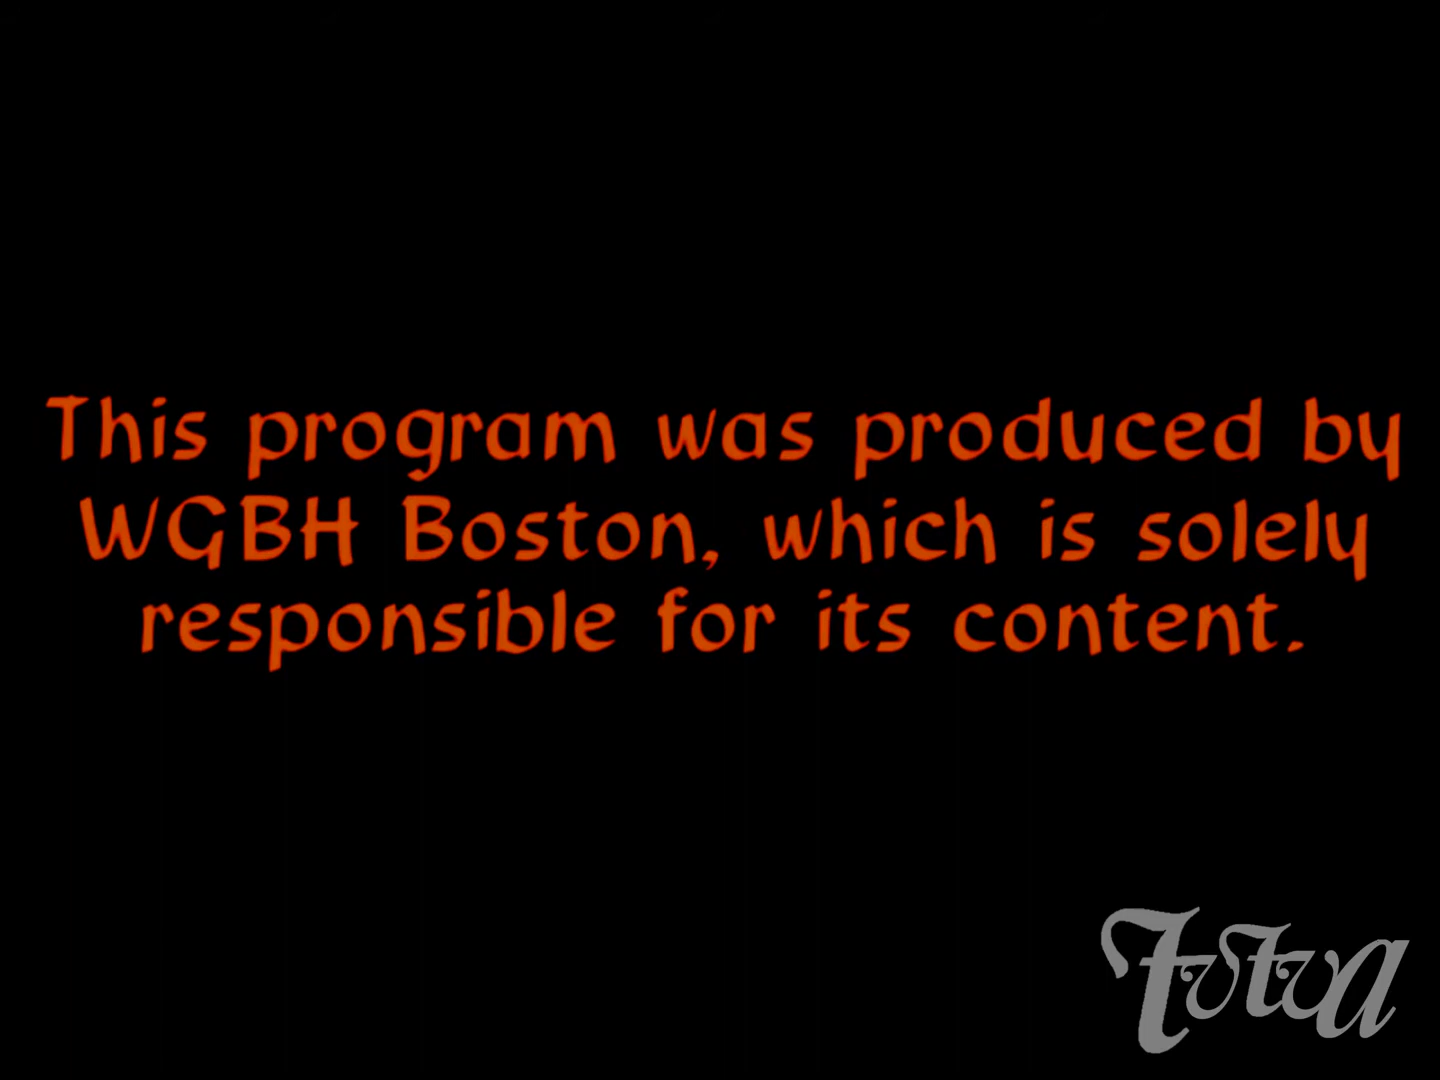 This program was produced by
WGBH Boston, which is solely
responsible for its content.